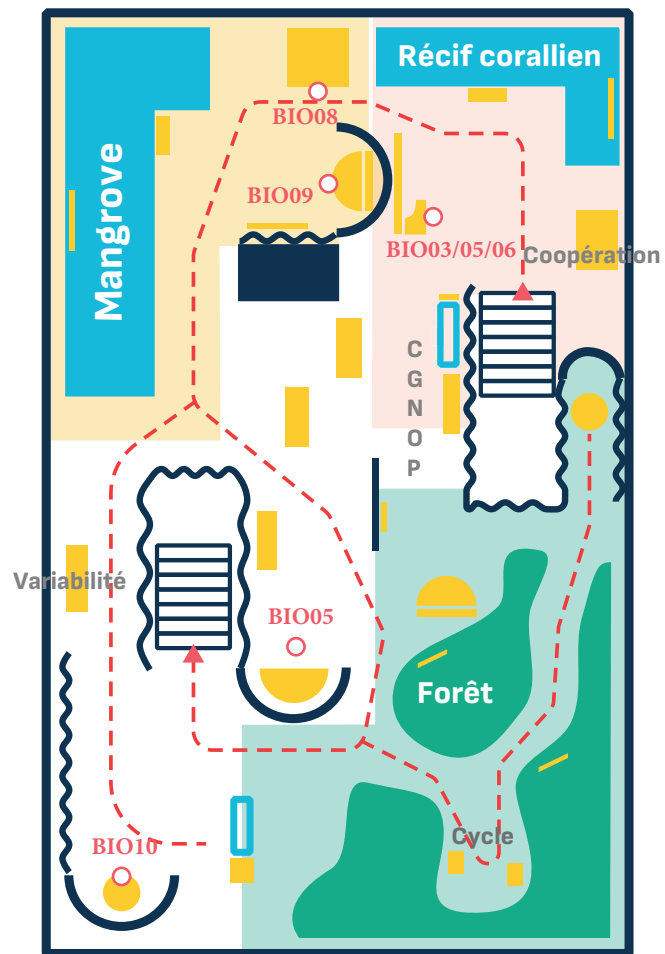 Récif corallien
BIO08
Mangrove
BIO09
BIO03/05/06
Coopération
C
G
N
O
P
Variabilité
BIO05
Forêt
Cycle
BIO10